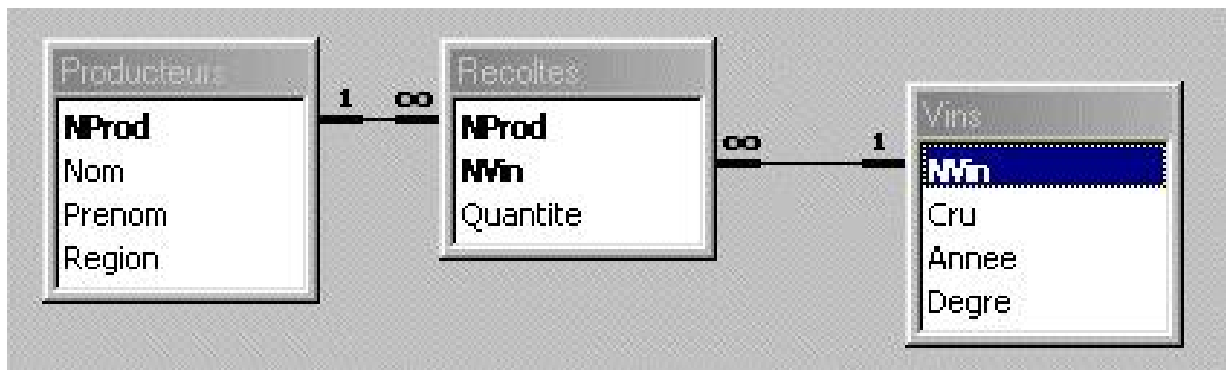 Producteurs
NProd
Nom
Prenom
Region
1 ∞
Recoltes
NProd
NVin
Quantite
∞ 1
Vins
NVin
Cru
Annee
Degre